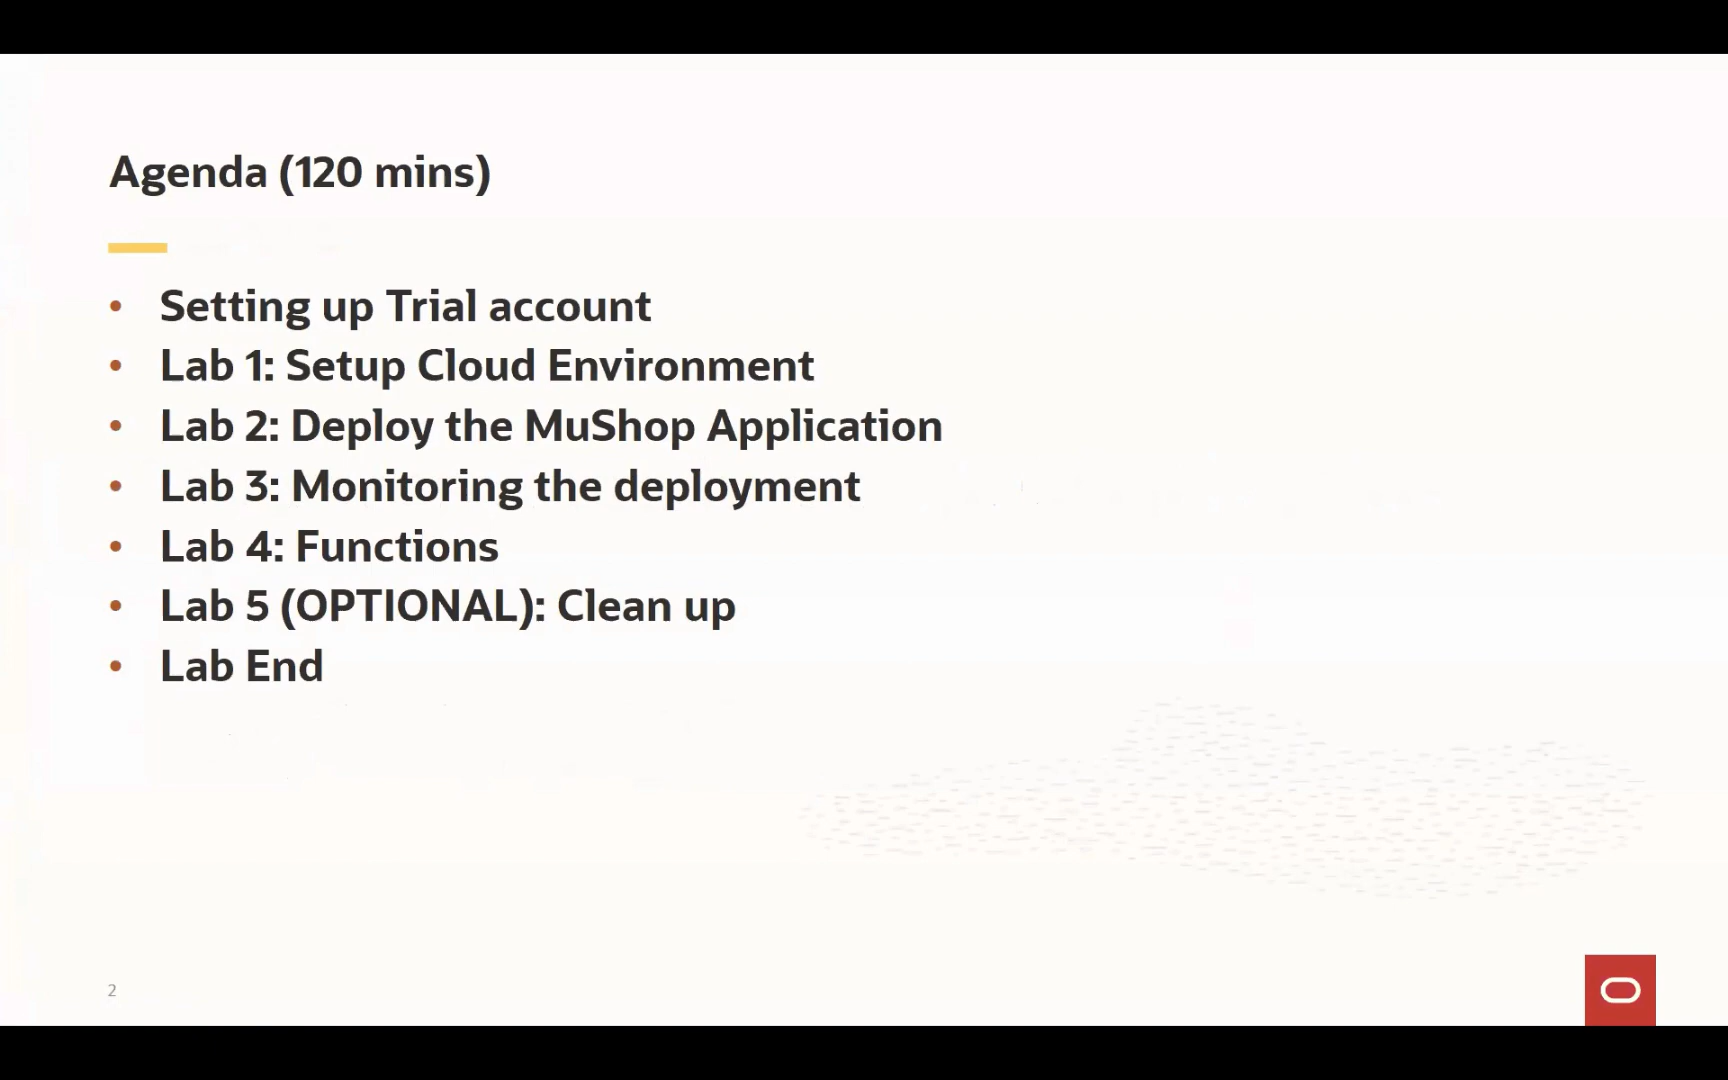 Agenda (120 mins)
• Setting up Trial account
• Lab 1: Setup Cloud Environment
• Lab 2: Deploy the MuShop Application
• Lab 3: Monitoring the deployment
• Lab 4: Functions
• Lab 5 (OPTIONAL): Clean up
• Lab End
2